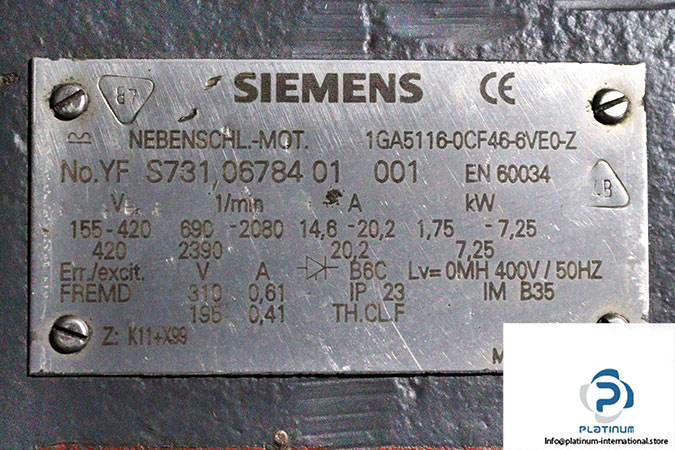 SIEMENS CE
NEBENSCHL.-MOT. 1GA5116-0CF46-6VE0-Z
No.YF S731 06784 01 001 EN 60034
V 1/min A kW
155-420 690-2080 14,6-20,2 1,75-7,25
420 2390 20,2 7,25
Err./excit. V A B6C Lv=0MH 400V/50HZ
FREMD 310 0,61 IP 23 IM B35
195 0,41 TH.CL.F
Z: K11+X99
M
PLATINUM
Info@platinum-international.store